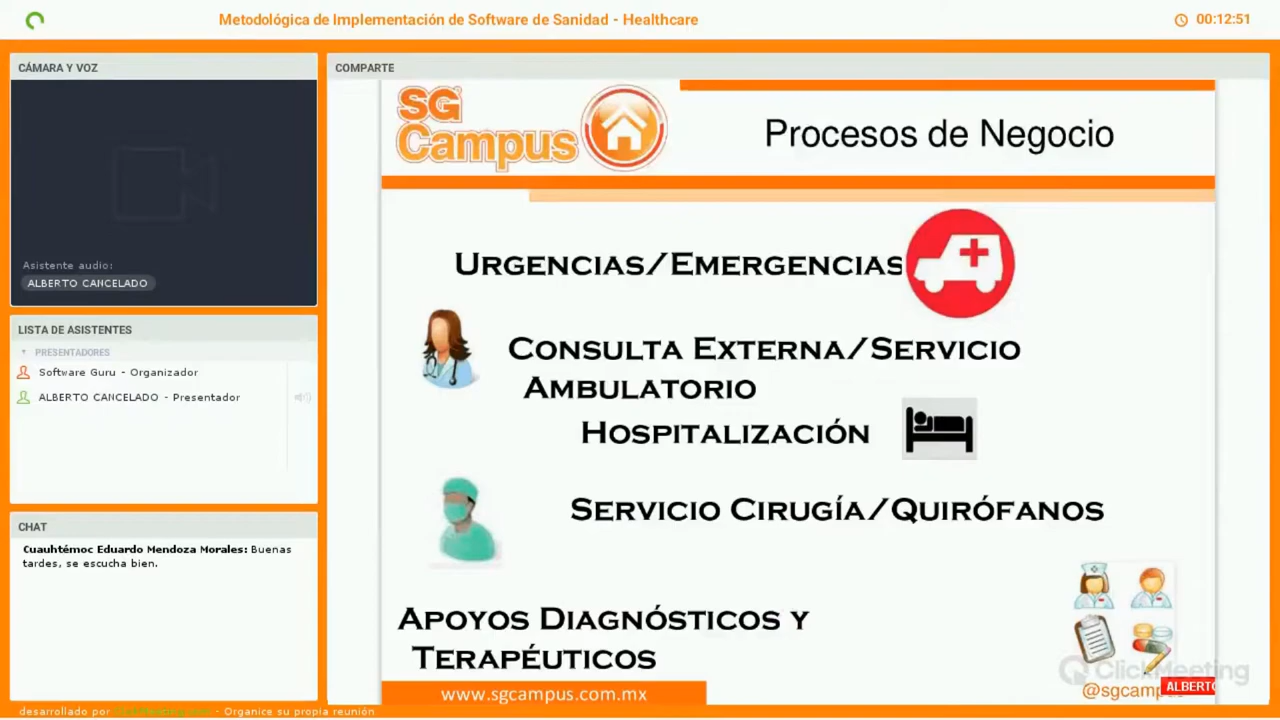 Metodológica de Implementación de Software de Sanidad - Healthcare
00:12:51
CÁMARA Y VOZ
Asistente audio:
ALBERTO CANCELADO
LISTA DE ASISTENTES
PRESENTADORES
Software Guru - Organizador
ALBERTO CANCELADO - Presentador
CHAT
Cuauhtémoc Eduardo Mendoza Morales: Buenas
tardes, se escucha bien.
COMPARTE
SG
Campus
Procesos de Negocio
URGENCIAS/EMERGENCIAS
CONSULTA EXTERNA/SERVICIO
AMBULATORIO
HOSPITALIZACIÓN
SERVICIO CIRUGÍA/QUIRÓFANOS
APOYOS DIAGNÓSTICOS Y
TERAPÉUTICOS
ClickMeeting
www.sgcampus.com.mx
@sgcamp
ALBERTO
desarrollado por - Organice su propia reunión